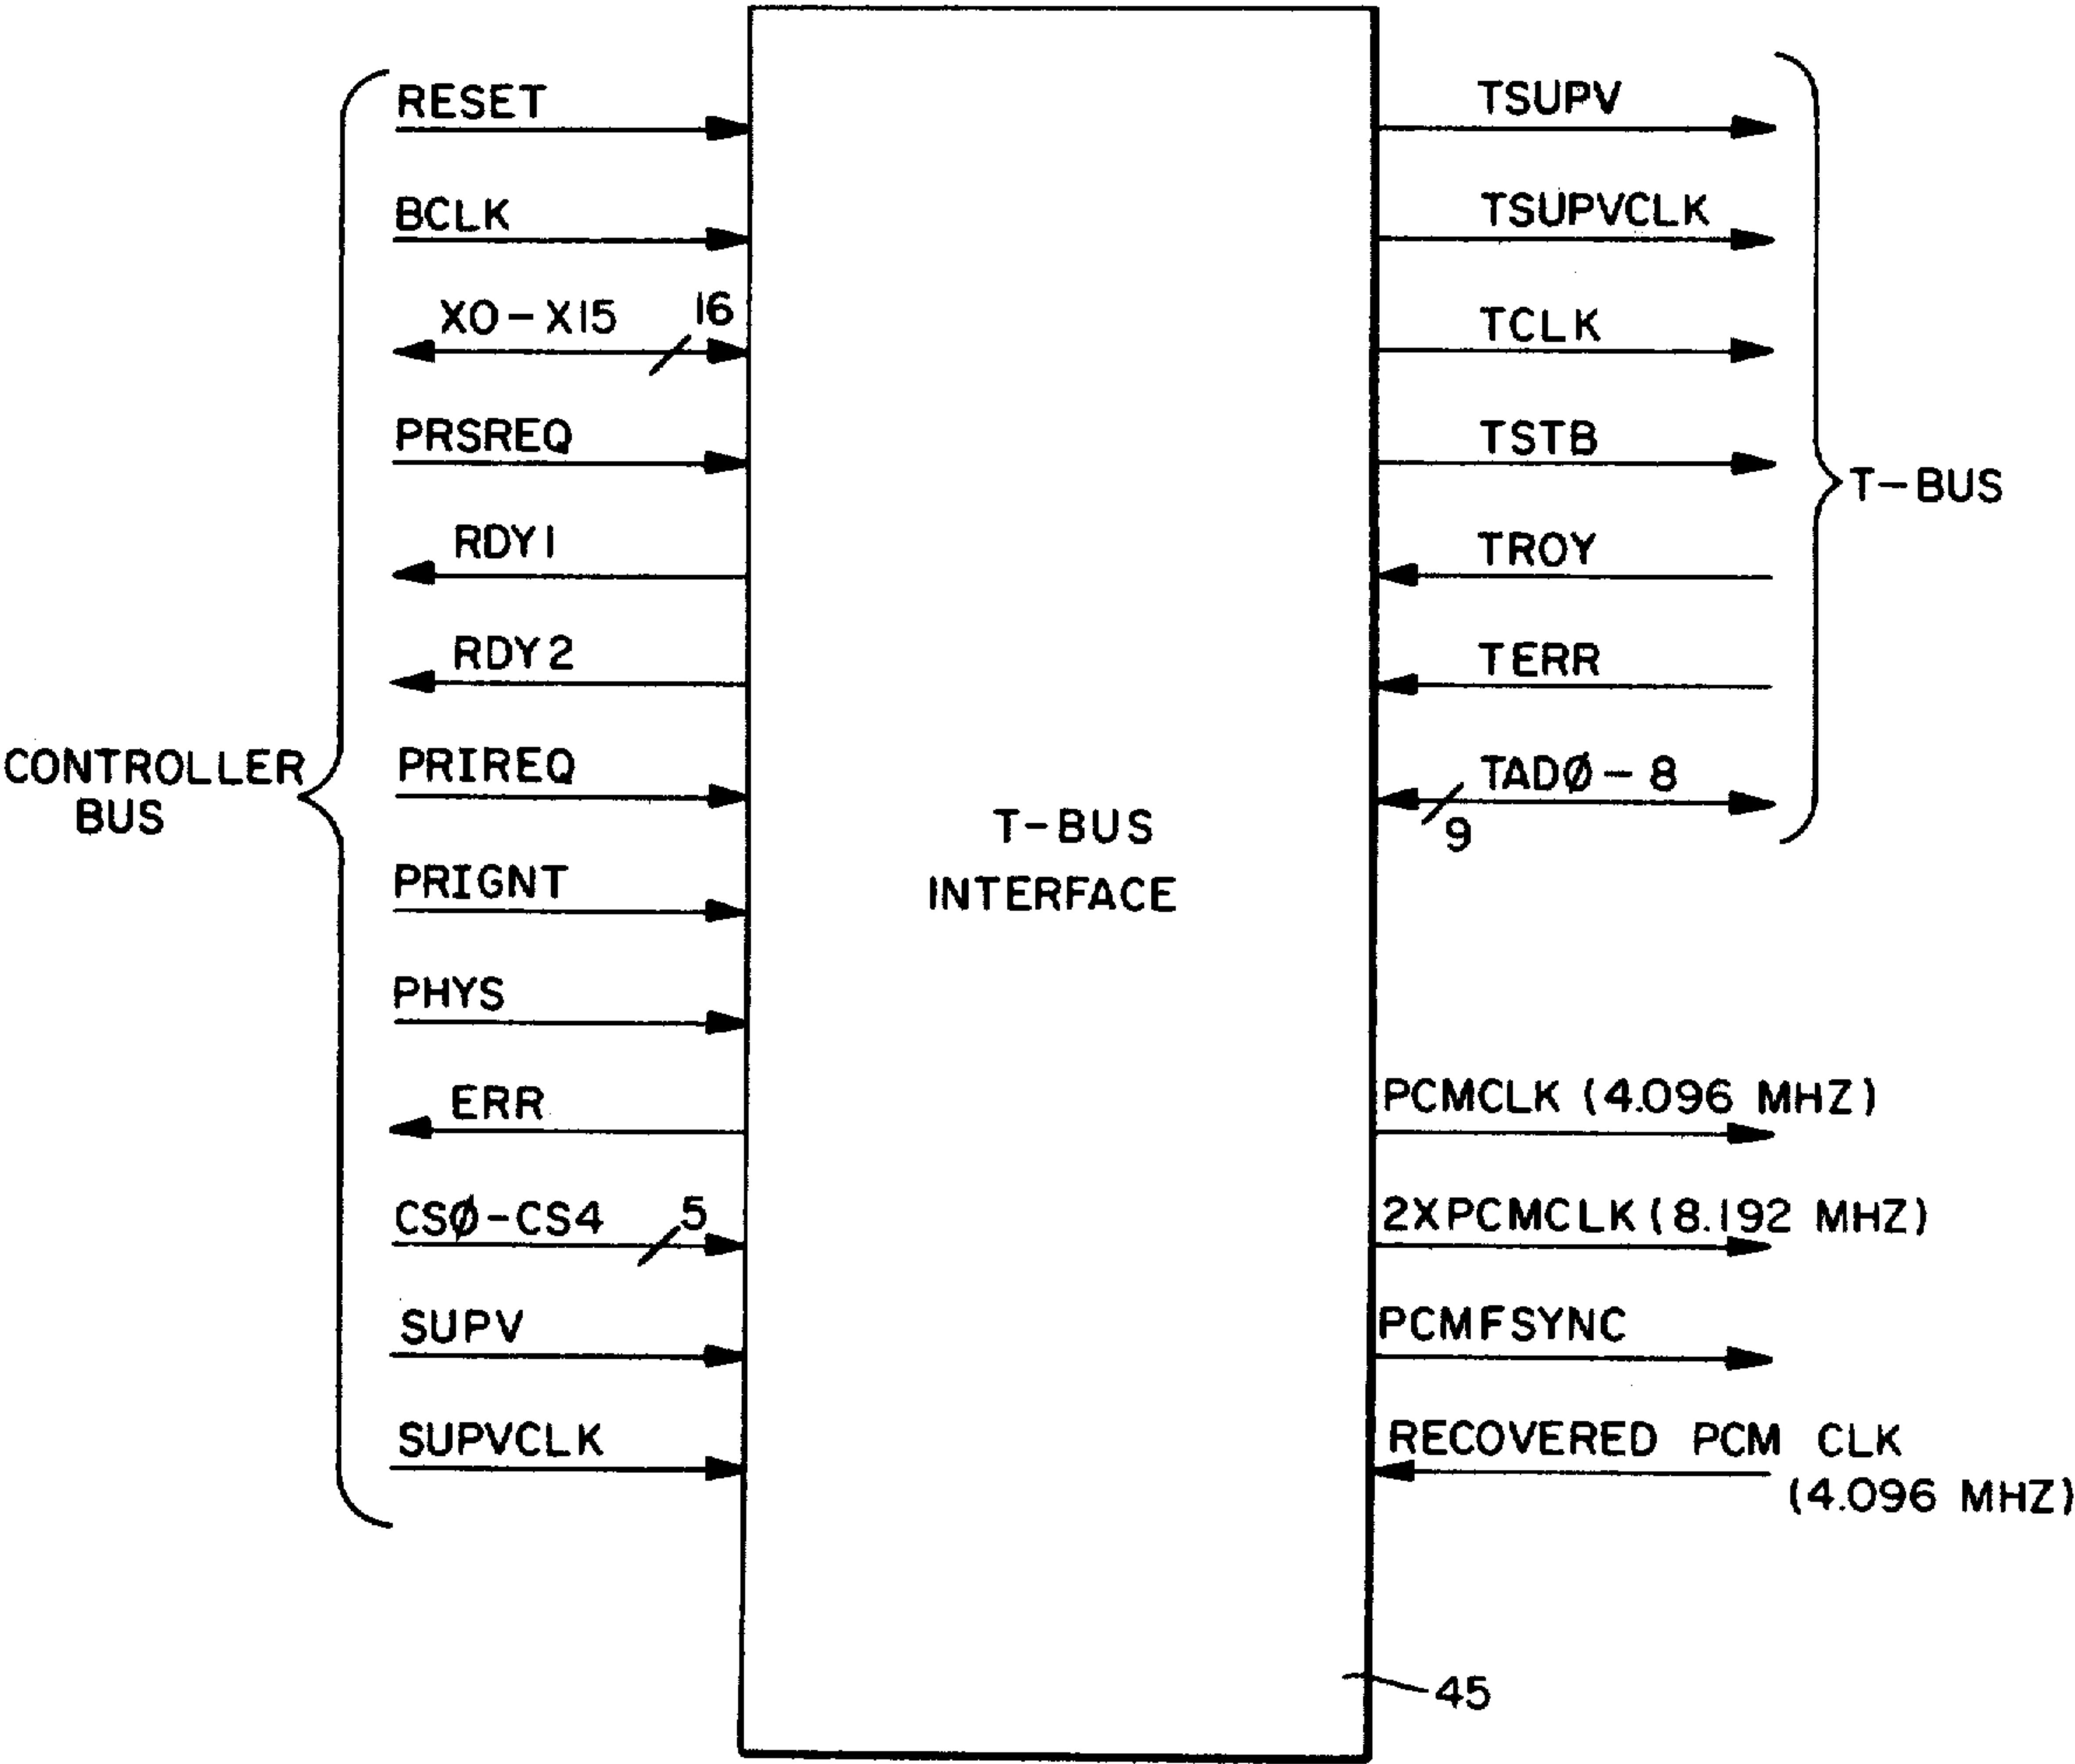 RESET
BCLK
X0-X15
16
PRSREQ
RDY1
RDY2
PRIREQ
PRIGNT
PHYS
ERR
CSØ-CS4
5
SUPV
SUPVCLK
CONTROLLER
BUS
T-BUS
INTERFACE
TSUPV
TSUPVCLK
TCLK
TSTB
TROY
TERR
TADØ-8
9
T-BUS
PCMCLK (4.096 MHZ)
2XPCMCLK (8.192 MHZ)
PCMFSYNC
RECOVERED PCM CLK
(4.096 MHZ)
45